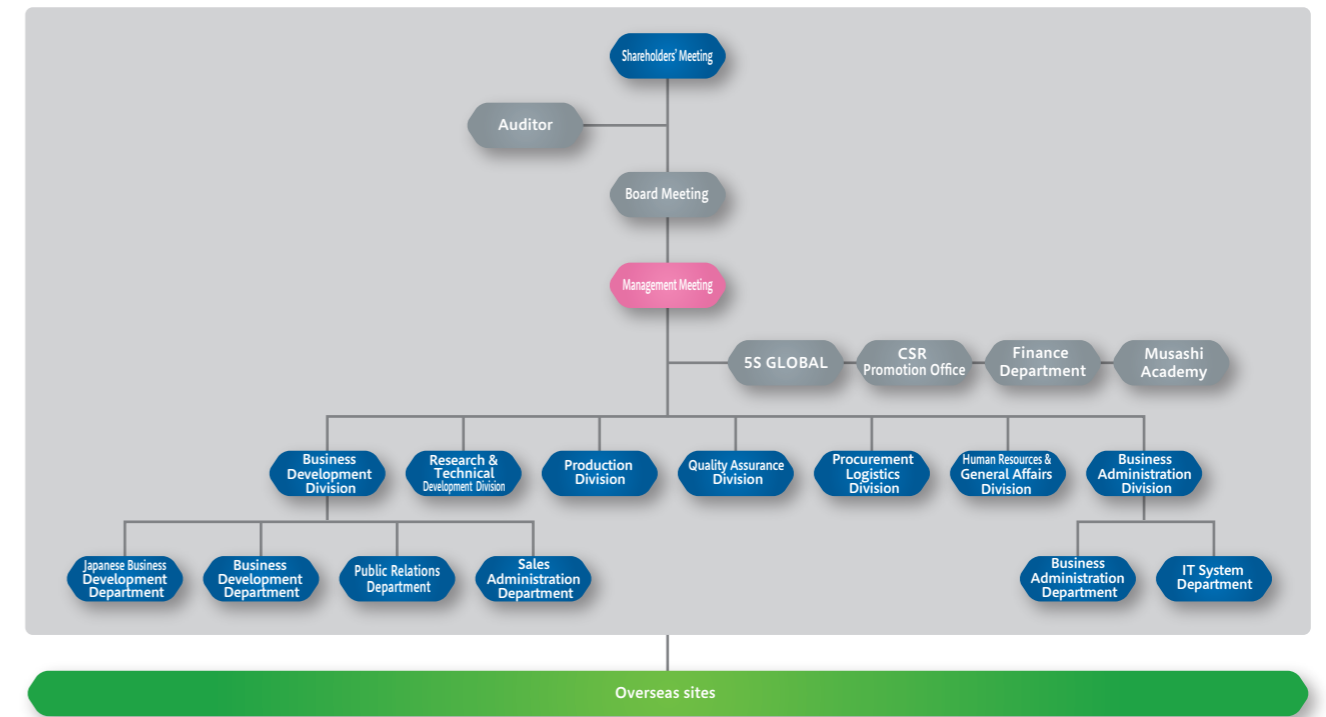 Shareholders' Meeting
Auditor
Board Meeting
Management Meeting
5S GLOBAL
CSR
Promotion Office
Finance
Department
Musashi
Academy
Business
Development
Division
Research &
Technical
Development Division
Production
Division
Quality Assurance
Division
Procurement
Logistics
Division
Human Resources &
General Affairs
Division
Business
Administration
Division
Japanese Business
Development
Department
Business
Development
Department
Public Relations
Department
Sales
Administration
Department
Business
Administration
Department
IT System
Department
Overseas sites